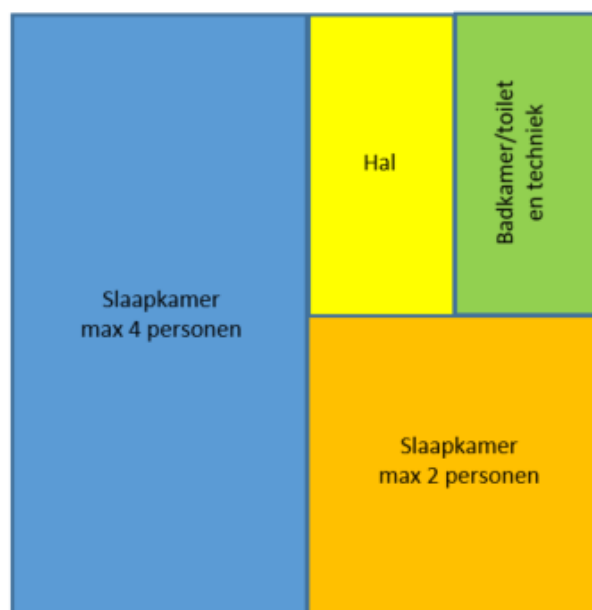 Slaapkamer
max 4 personen
Hal
Badkamer/toilet
en techniek
Slaapkamer
max 2 personen